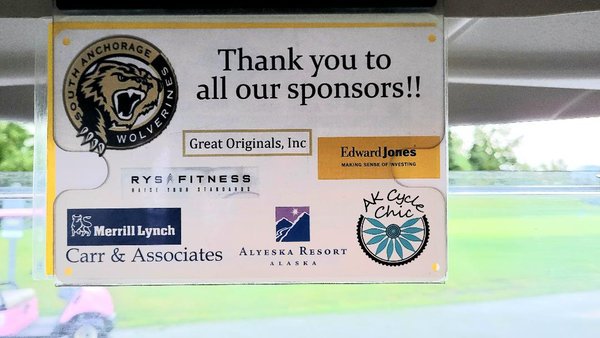 SOUTH ANCHORAGE
WOLVERINES
Thank you to
all our sponsors!!
Great Originals, Inc
Edward Jones
MAKING SENSE OF INVESTING
RYSA FITNESS
RAISE YOUR STANDARDS
Merrill Lynch
Carr & Associates
ALYESKA RESORT
ALASKA
AK Cycle
Chic